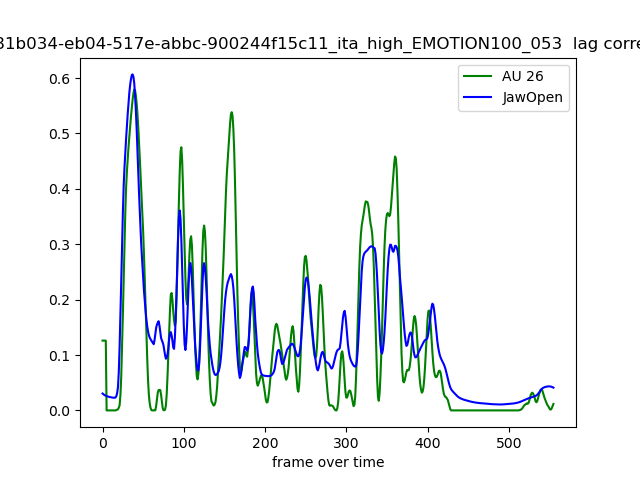 31b034-eb04-517e-abbc-900244f15c11_ita_high_EMOTION100_053 lag corre
AU 26
JawOpen
0.6
0.5
0.4
0.3
0.2
0.1
0.0
0 100 200 300 400 500
frame over time